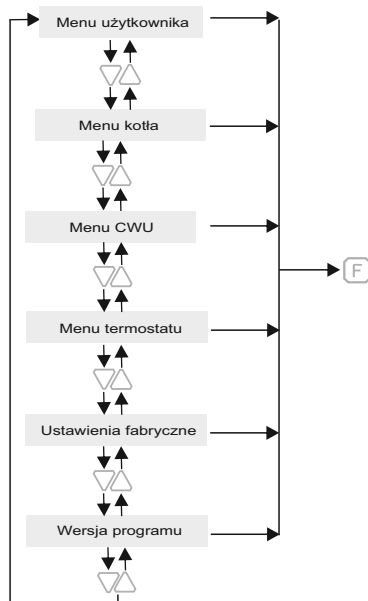 Menu użytkownika
Menu kotła
Menu CWU
F
Menu termostatu
Ustawienia fabryczne
Wersja programu